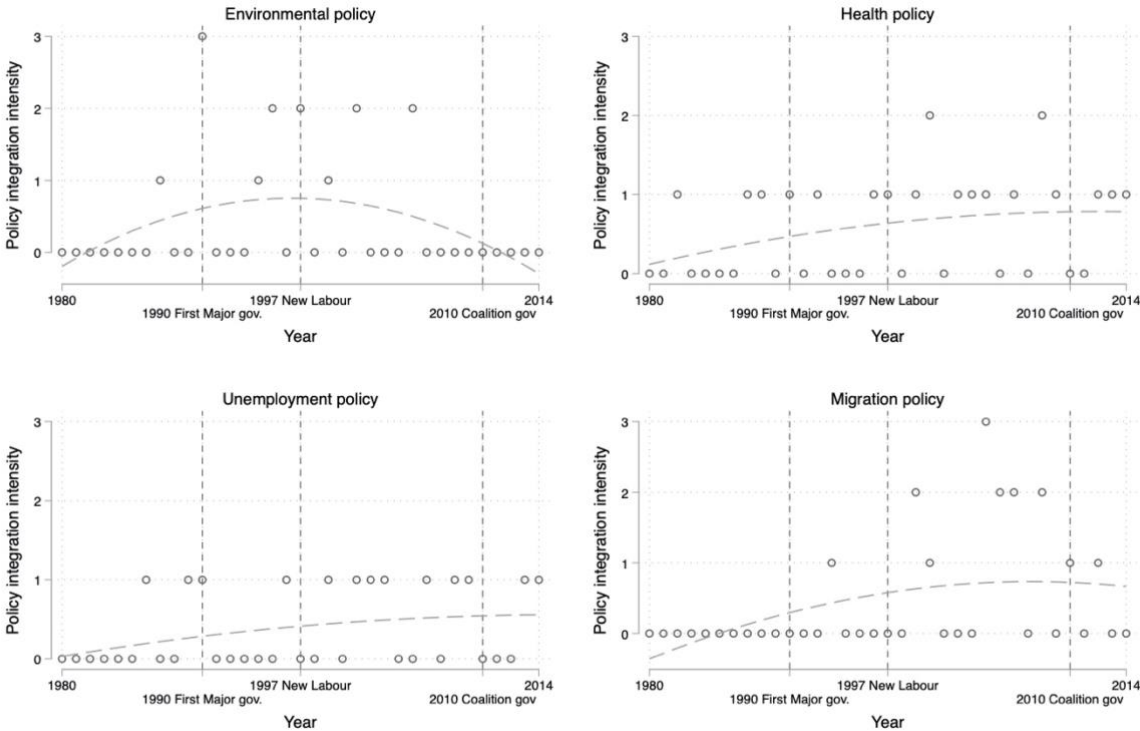 Environmental policy
Policy integration intensity
3
2
1
0
1980
1997 New Labour
2014
1990 First Major gov.
2010 Coalition gov
Year
Health policy
Policy integration intensity
3
2
1
0
1980
1997 New Labour
2014
1990 First Major gov.
2010 Coalition gov
Year
Unemployment policy
Policy integration intensity
3
2
1
0
1980
1997 New Labour
2014
1990 First Major gov.
2010 Coalition gov
Year
Migration policy
Policy integration intensity
3
2
1
0
1980
1997 New Labour
2014
1990 First Major gov.
2010 Coalition gov
Year